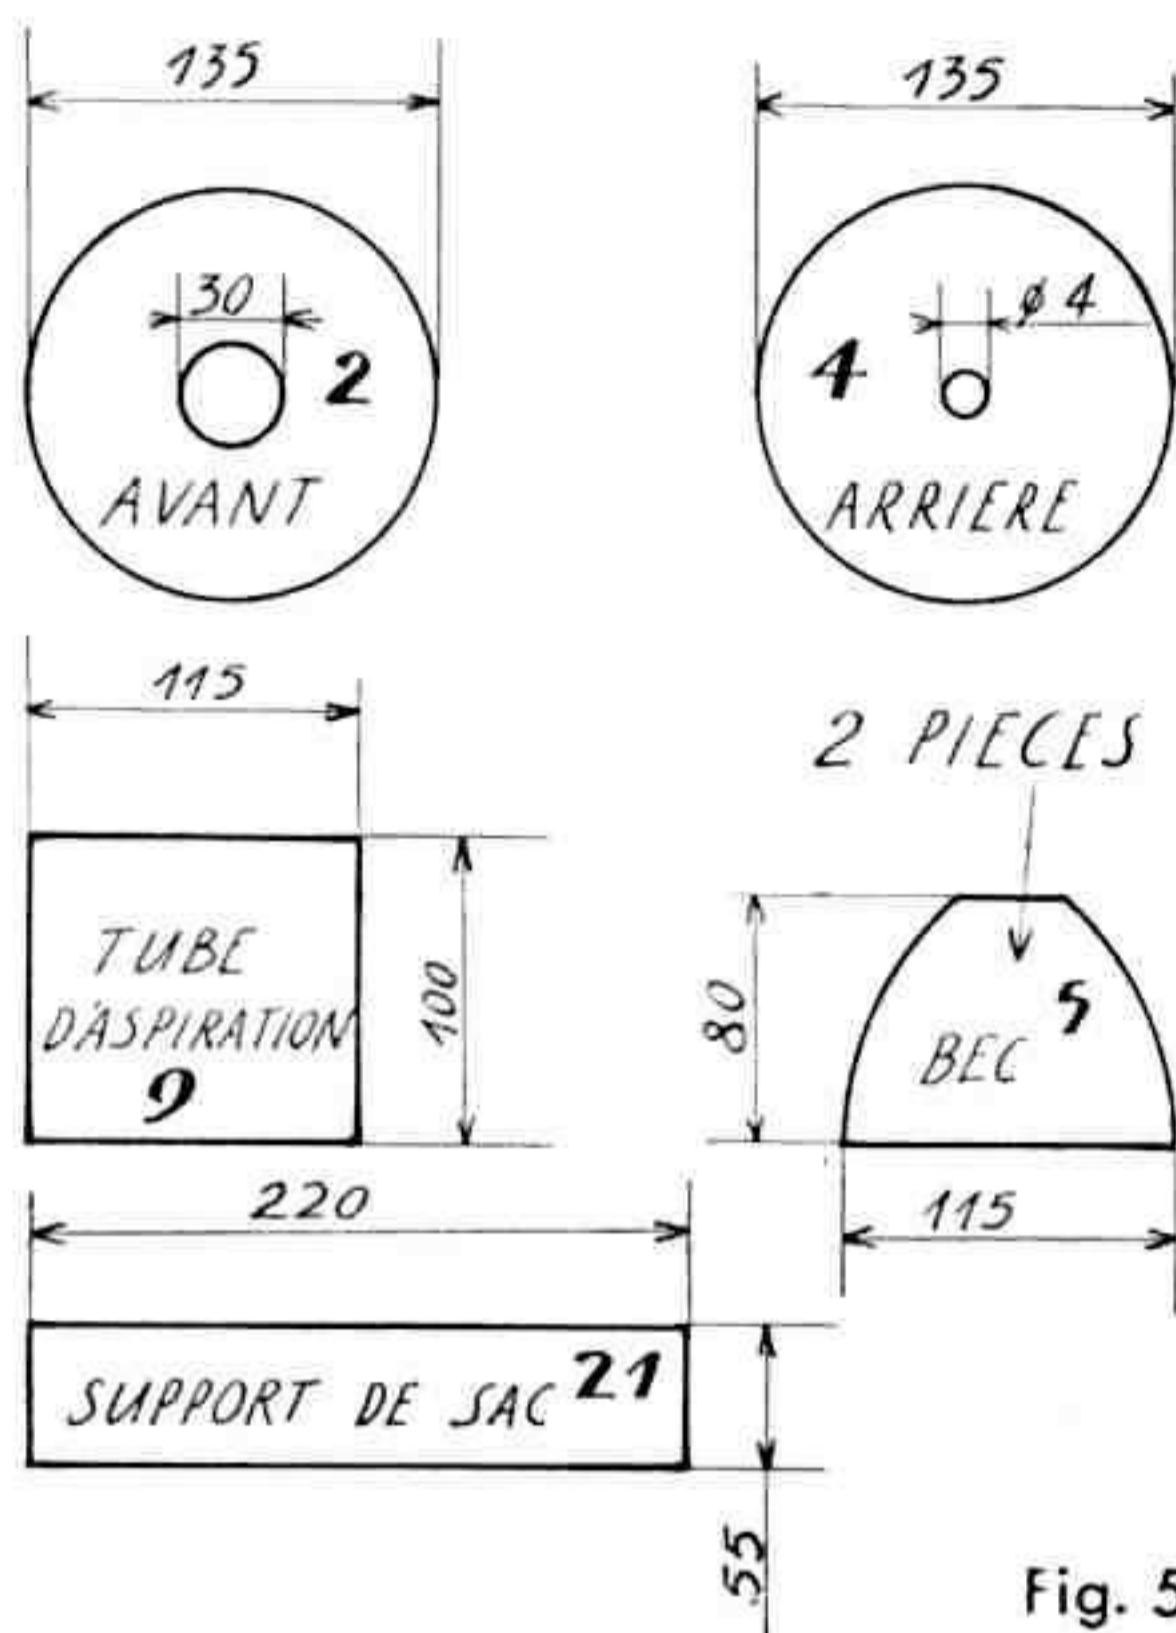 135
135
30
ø 4
2
4
AVANT
ARRIERE
115
2 PIECES
TUBE
D'ASPIRATION
9
100
80
5
BEC
220
115
SUPPORT DE SAC 21
55
Fig. 5